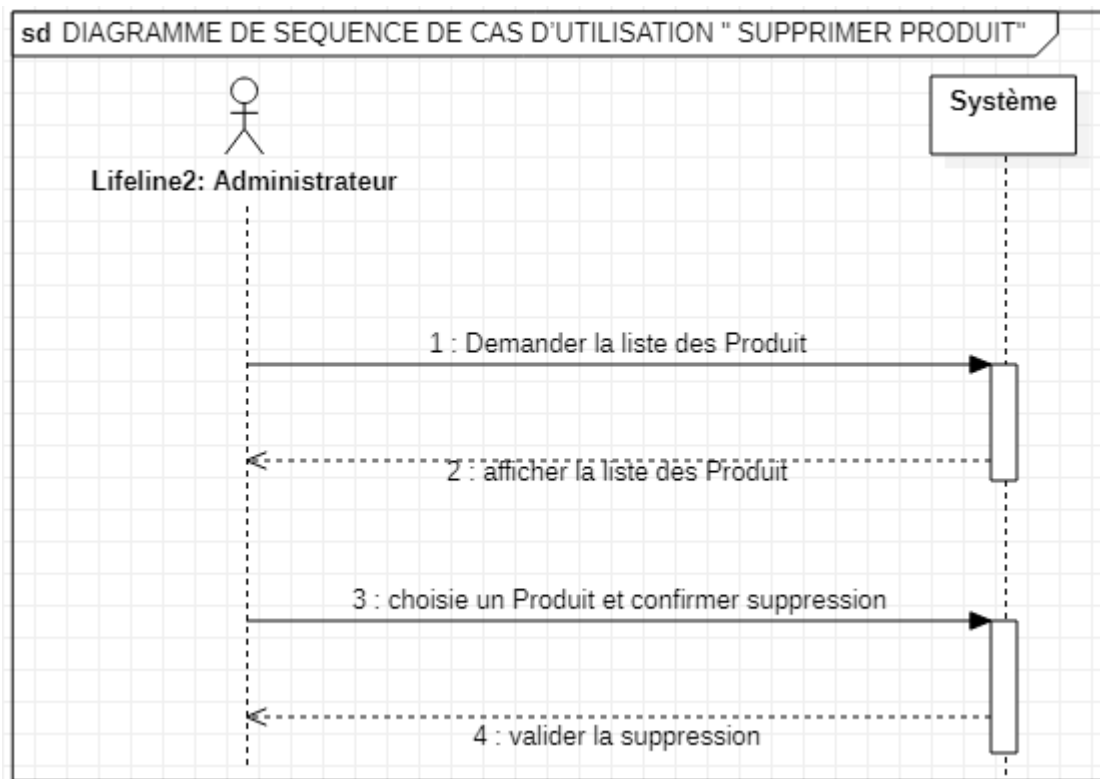 sd DIAGRAMME DE SEQUENCE DE CAS D'UTILISATION " SUPPRIMER PRODUIT"
Système
Lifeline2: Administrateur
1 : Demander la liste des Produit
2 : afficher la liste des Produit
3 : choisie un Produit et confirmer suppression
4 : valider la suppression